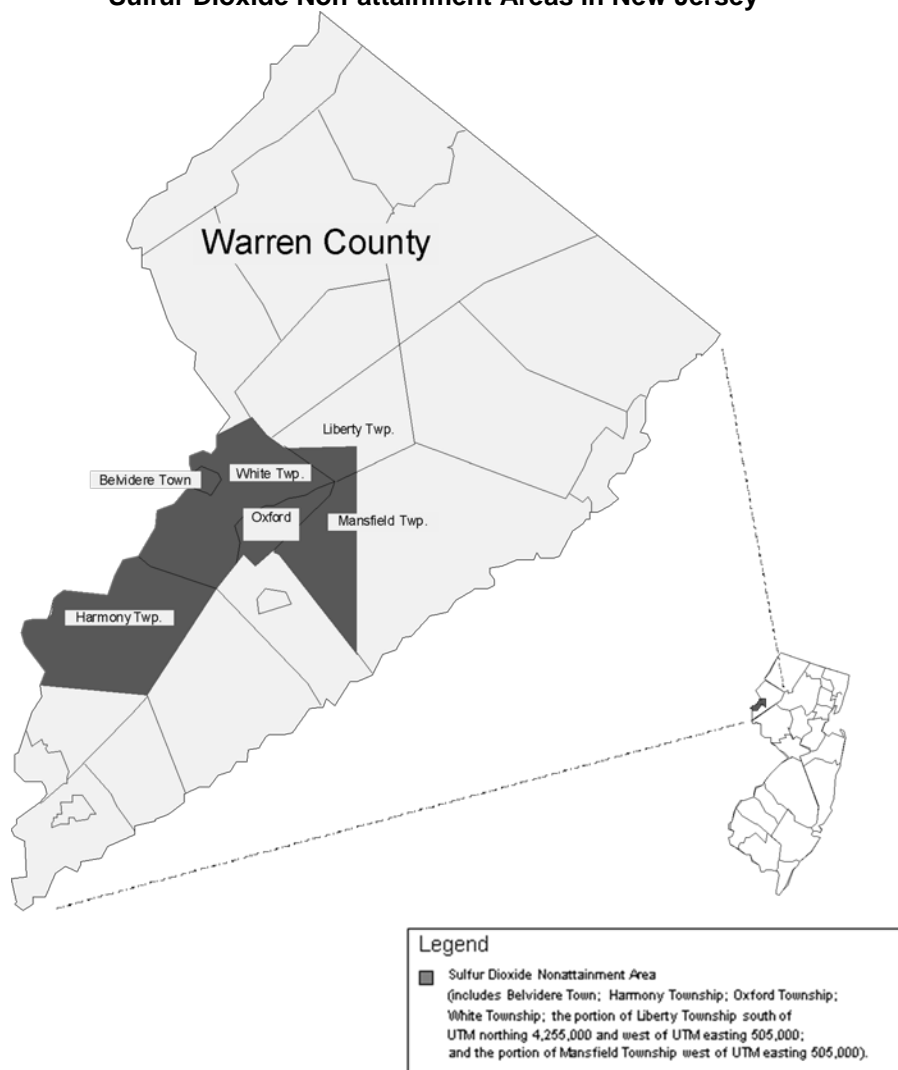 Sulfur Dioxide Non-attainment Areas in New Jersey
Warren County
Liberty Twp.
White Twp.
Belvidere Town
Oxford
Mansfield Twp.
Harmony Twp.
Legend
Sulfur Dioxide Nonattainment Area
(includes Belvidere Town; Harmony Township; Oxford Township;
White Township; the portion of Liberty Township south of
UTM northing 4,255,000 and west of UTM easting 505,000;
and the portion of Mansfield Township west of UTM easting 505,000).